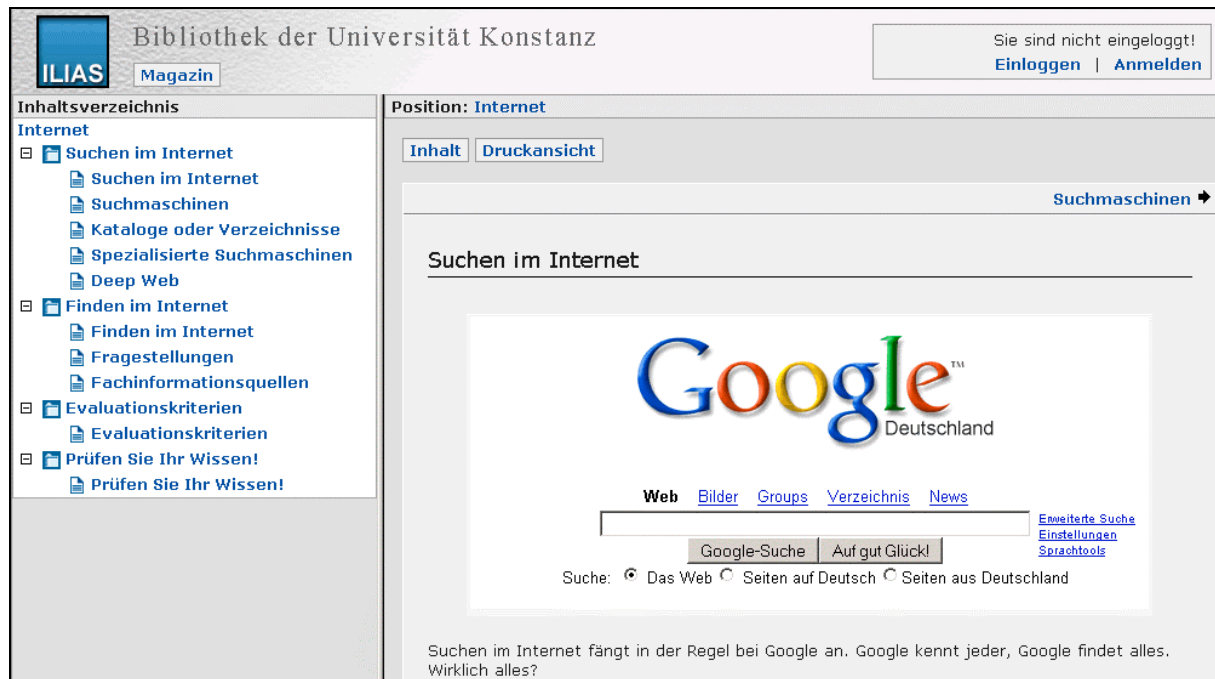 Bibliothek der Universität Konstanz
ILIAS
Magazin
Sie sind nicht eingeloggt!
Einloggen | Anmelden
Inhaltsverzeichnis
Internet
Suchen im Internet
Suchen im Internet
Suchmaschinen
Kataloge oder Verzeichnisse
Spezialisierte Suchmaschinen
Deep Web
Finden im Internet
Finden im Internet
Fragestellungen
Fachinformationsquellen
Evaluationskriterien
Evaluationskriterien
Prüfen Sie Ihr Wissen!
Prüfen Sie Ihr Wissen!
Position: Internet
Inhalt Druckansicht
Suchmaschinen
Suchen im Internet
Google™
Deutschland
Web Bilder Groups Verzeichnis News
Erweiterte Suche
Einstellungen
Sprachtools
Google-Suche Auf gut Glück!
Suche: Das Web Seiten auf Deutsch Seiten aus Deutschland
Suchen im Internet fängt in der Regel bei Google an. Google kennt jeder, Google findet alles.
Wirklich alles?